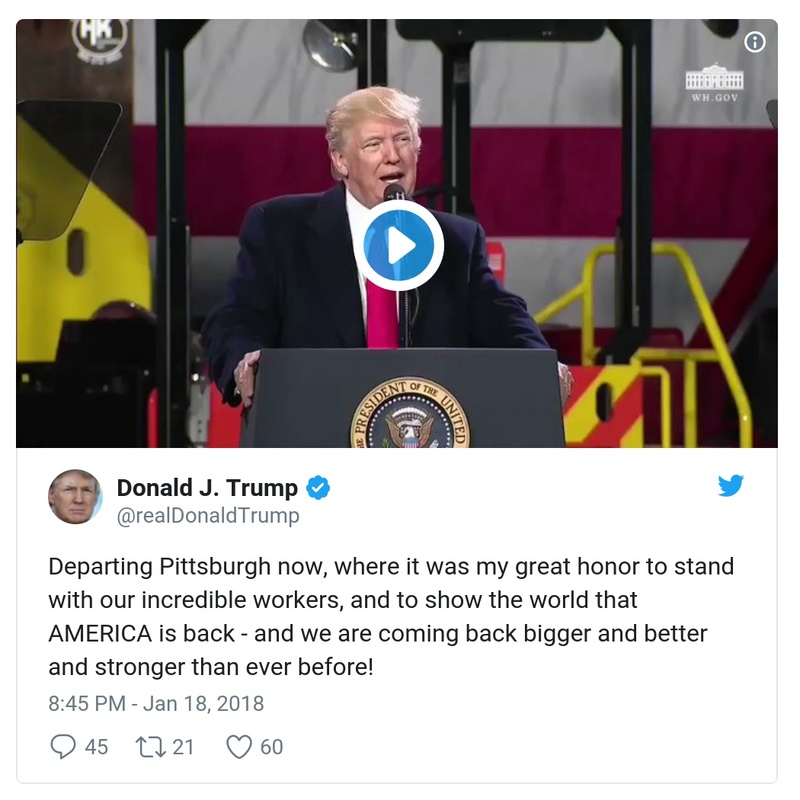 HK
WH.GOV
PRESIDENT OF THE UNITED
Donald J. Trump
@realDonaldTrump
Departing Pittsburgh now, where it was my great honor to stand
with our incredible workers, and to show the world that
AMERICA is back - and we are coming back bigger and better
and stronger than ever before!
8:45 PM - Jan 18, 2018
45 21 60